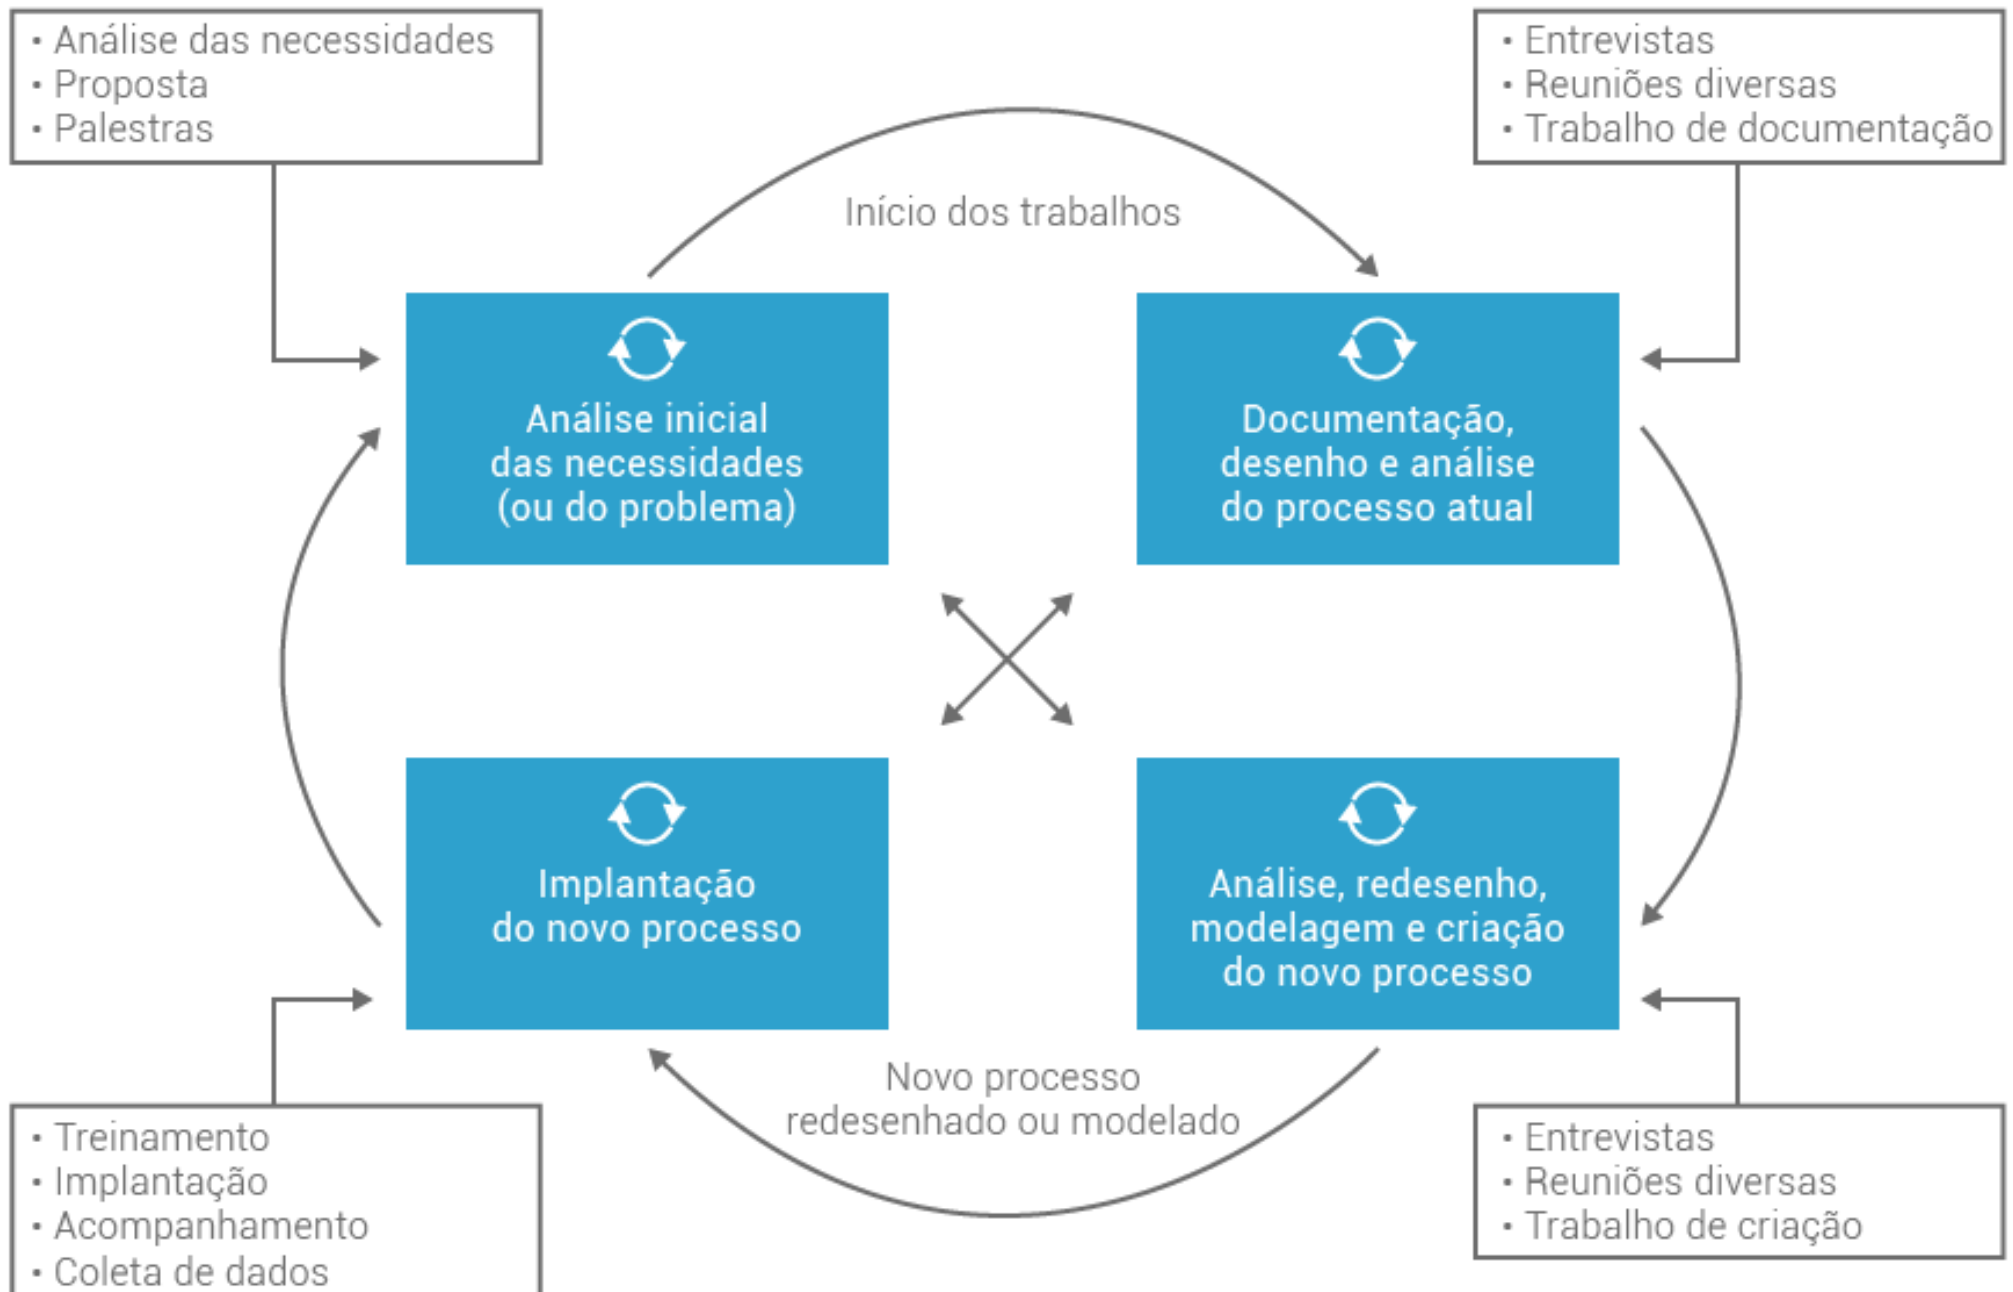 • Análise das necessidades
• Proposta
• Palestras
• Entrevistas
• Reuniões diversas
• Trabalho de documentação
Início dos trabalhos
Análise inicial
das necessidades
(ou do problema)
Documentação,
desenho e análise
do processo atual
Implantação
do novo processo
Análise, redesenho,
modelagem e criação
do novo processo
Novo processo
redesenhado ou modelado
• Treinamento
• Implantação
• Acompanhamento
• Coleta de dados
• Entrevistas
• Reuniões diversas
• Trabalho de criação